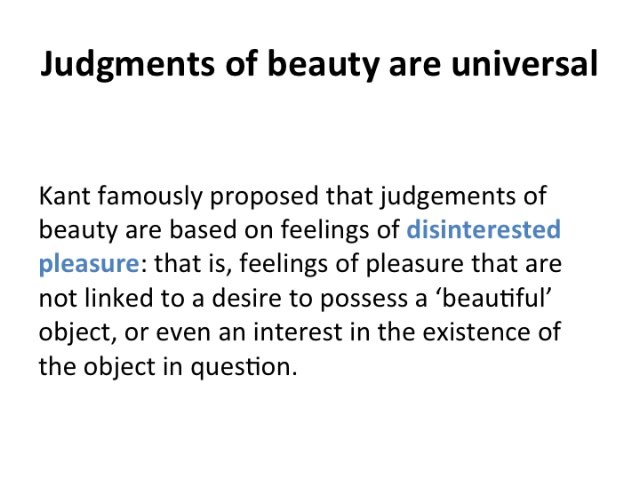 Judgments of beauty are universal
Kant famously proposed that judgements of
beauty are based on feelings of disinterested
pleasure: that is, feelings of pleasure that are
not linked to a desire to possess a ‘beautiful’
object, or even an interest in the existence of
the object in question.